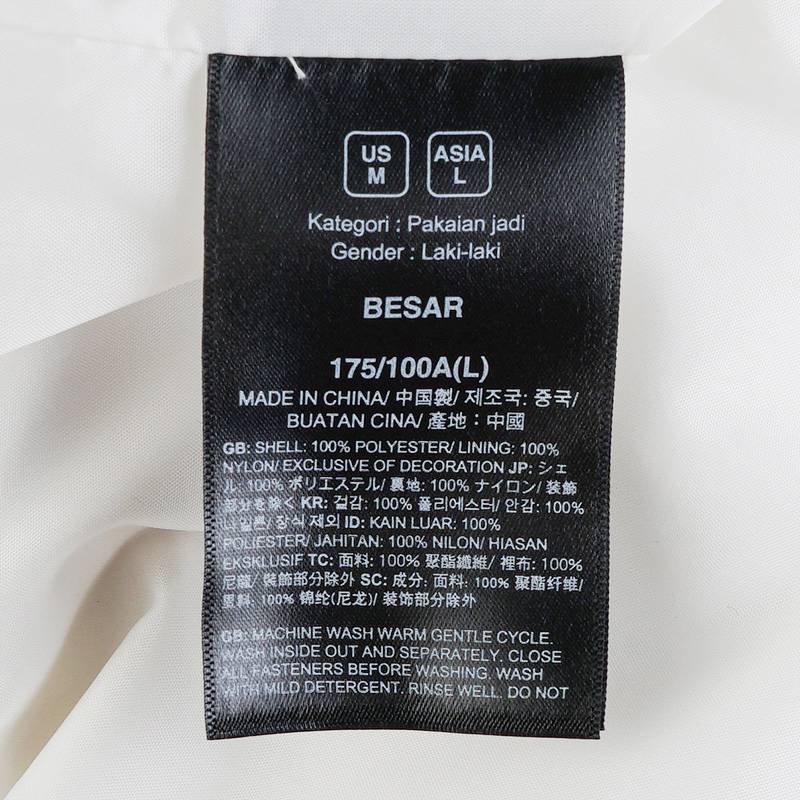 US
M
ASIA
L
Kategori : Pakaian jadi
Gender : Laki-laki
BESAR
175/100A(L)
MADE IN CHINA/ 中国製/ 제조국: 중국/
BUATAN CINA/ 產地：中國
GB: SHELL: 100% POLYESTER/ LINING: 100%
NYLON/ EXCLUSIVE OF DECORATION JP: シェ
ル: 100% ポリエステル/ 裏地: 100% ナイロン/ 装飾
部分を除く KR: 겉감: 100% 폴리에스터/ 안감: 100%
나일론/ 장식 제외 ID: KAIN LUAR: 100%
POLIESTER/ JAHITAN: 100% NILON/ HIASAN
EKSKLUSIF TC: 面料: 100% 聚酯纖維/ 裡布: 100%
尼龍/ 裝飾部分除外 SC: 成分: 面料: 100% 聚酯纤维/
里料: 100% 锦纶(尼龙)/ 装饰部分除外
GB: MACHINE WASH WARM GENTLE CYCLE.
WASH INSIDE OUT AND SEPARATELY. CLOSE
ALL FASTENERS BEFORE WASHING. WASH
WITH MILD DETERGENT. RINSE WELL. DO NOT